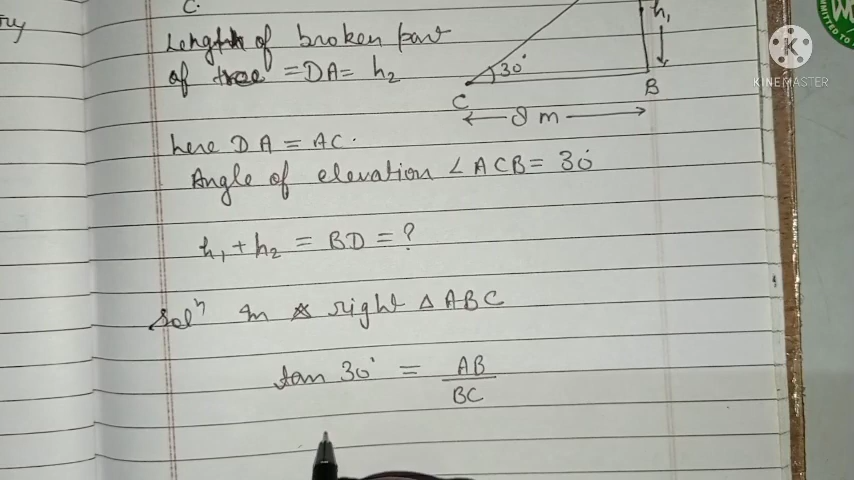 C.
Length of broken part
of tree = DA = h₂
h₁
30°
C
B
8 m
here DA = AC.
Angle of elevation ∠ACB = 30°
h₁ + h₂ = BD = ?
Solⁿ In right △ ABC
tan 30° = AB
BC
K
KINEMASTER